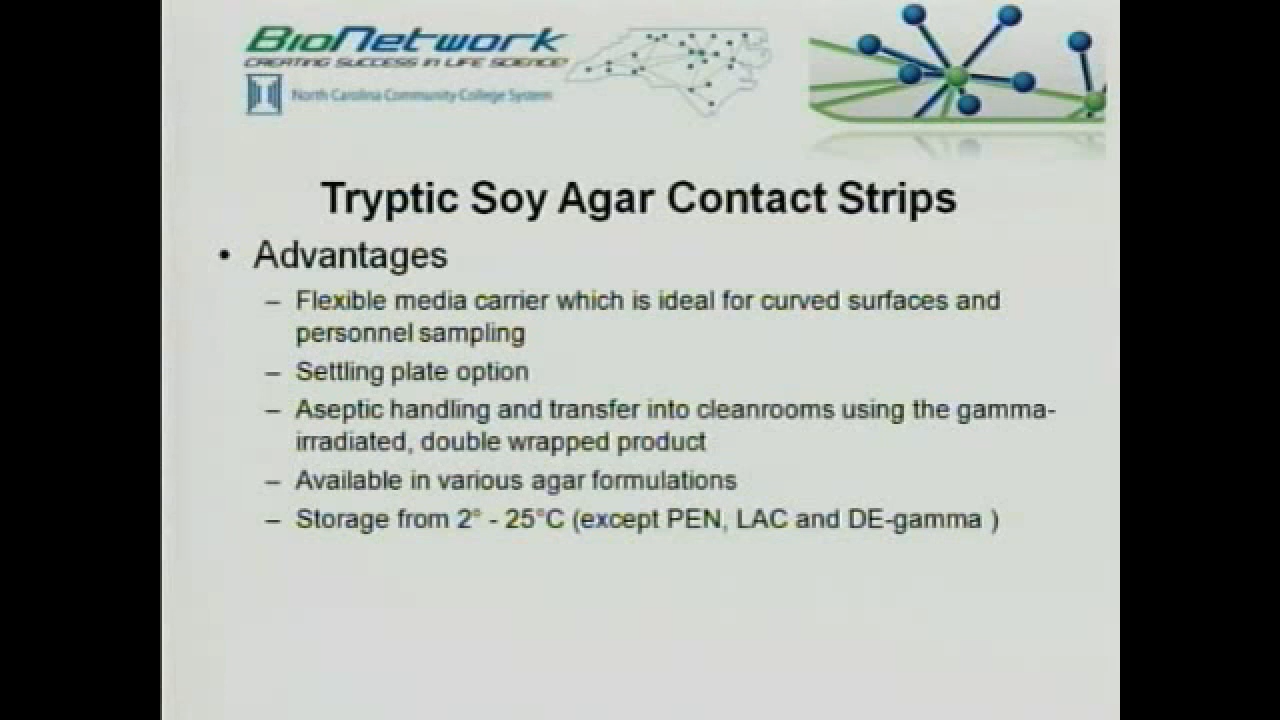 BioNetwork
CREATING SUCCESS IN LIFE SCIENCE
North Carolina Community College System
Tryptic Soy Agar Contact Strips
• Advantages
– Flexible media carrier which is ideal for curved surfaces and
personnel sampling
– Settling plate option
– Aseptic handling and transfer into cleanrooms using the gamma-
irradiated, double wrapped product
– Available in various agar formulations
– Storage from 2° - 25°C (except PEN, LAC and DE-gamma )